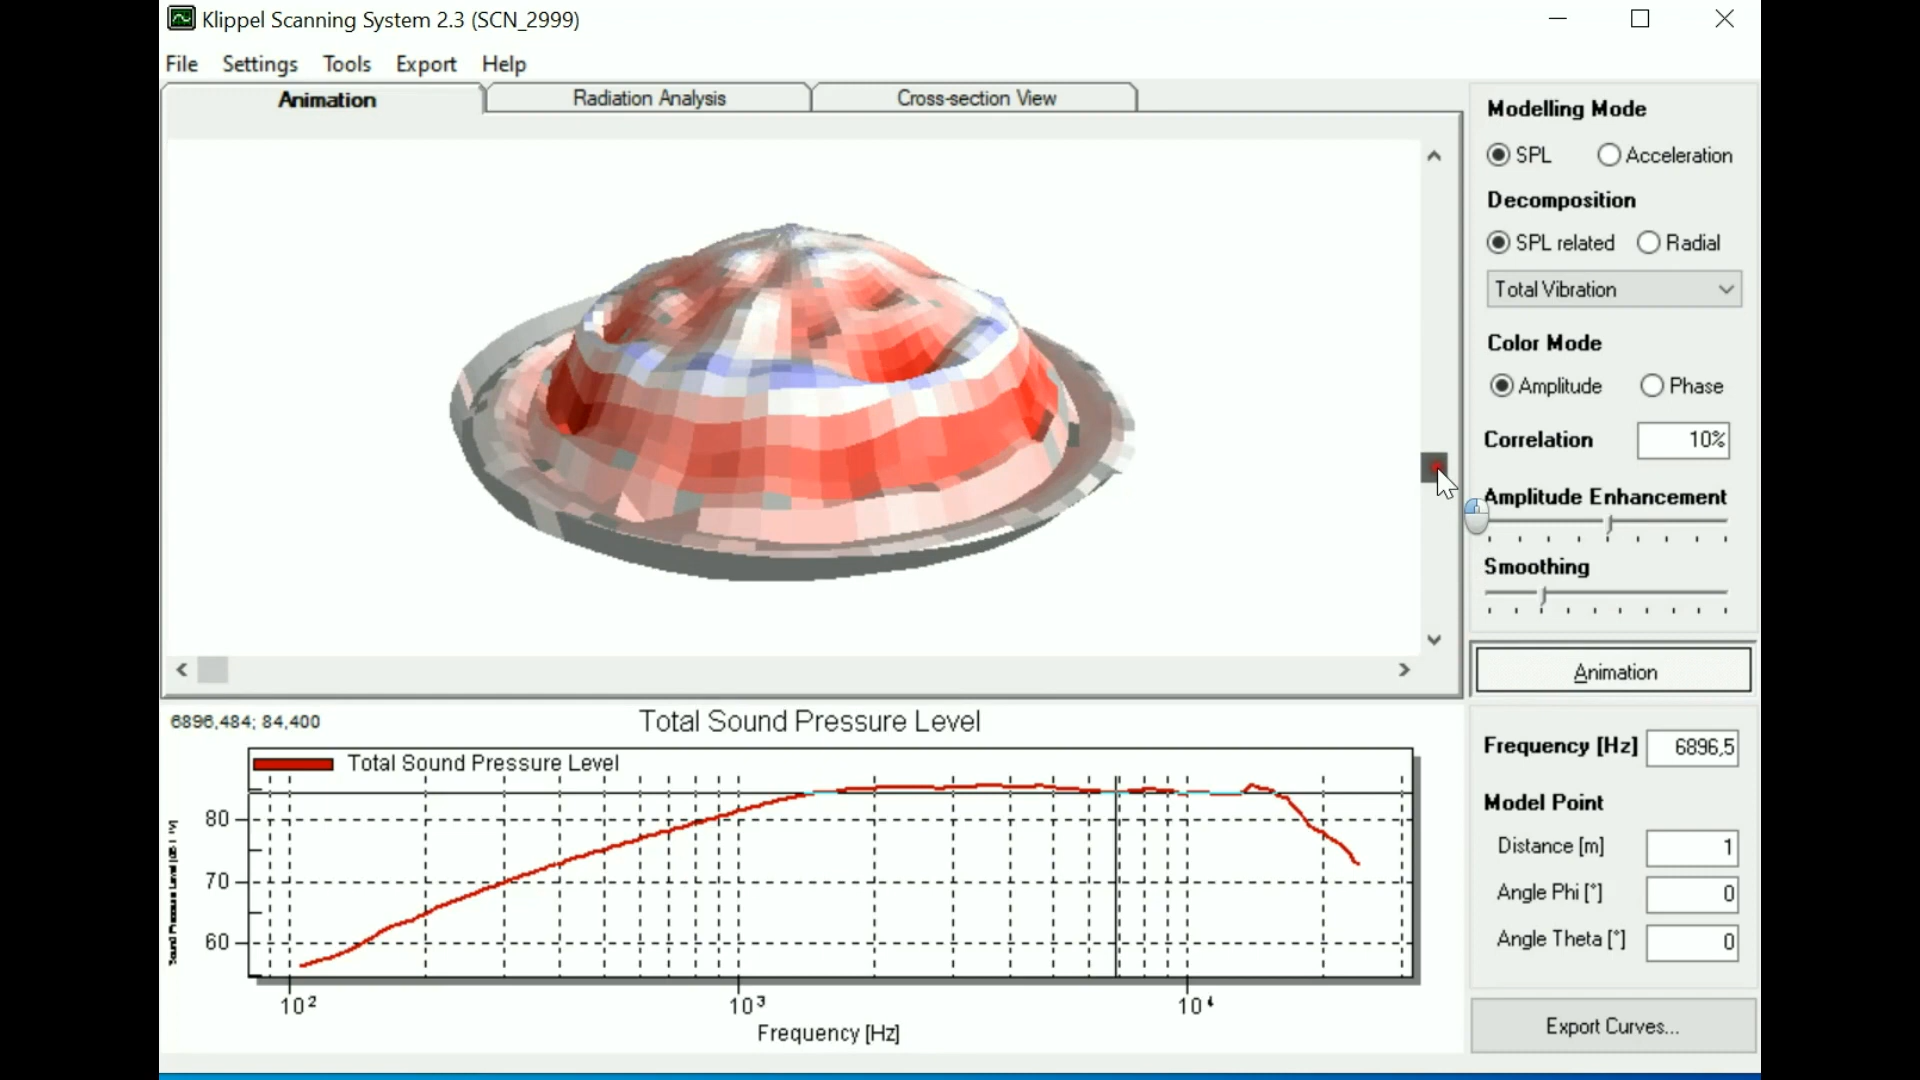 Klippel Scanning System 2.3 (SCN_2999)
File Settings Tools Export Help
Animation Radiation Analysis Cross-section View
Modelling Mode
SPL Acceleration
Decomposition
SPL related Radial
Total Vibration
Color Mode
Amplitude Phase
Correlation 10%
Amplitude Enhancement
Smoothing
Animation
6896,484; 84,400
Total Sound Pressure Level
Total Sound Pressure Level
80
70
60
10² 10³ 10⁴
Frequency [Hz]
Frequency [Hz] 6896,5
Model Point
Distance [m] 1
Angle Phi [°] 0
Angle Theta [°] 0
Export Curves...